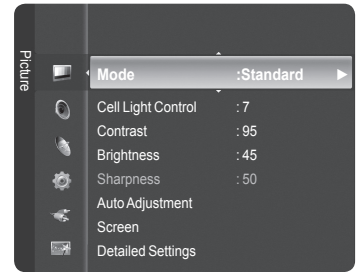 Picture
Mode :Standard
Cell Light Control : 7
Contrast : 95
Brightness : 45
Sharpness : 50
Auto Adjustment
Screen
Detailed Settings